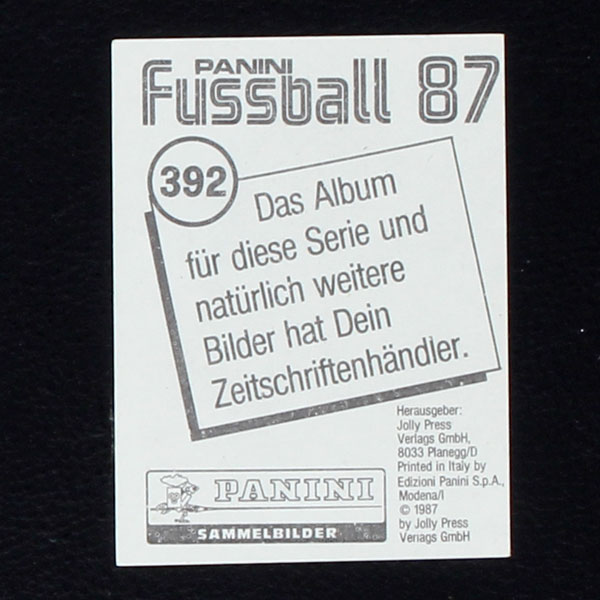 PANINI
Fussball 87
392
Das Album
für diese Serie und
natürlich weitere
Bilder hat Dein
Zeitschriftenhändler.
Herausgeber:
Jolly Press
Verlags GmbH,
8033 Planegg/D
Printed in Italy by
Edizioni Panini S.p.A.,
Modena/I
© 1987
by Jolly Press
Verlags GmbH
PANINI
SAMMELBILDER